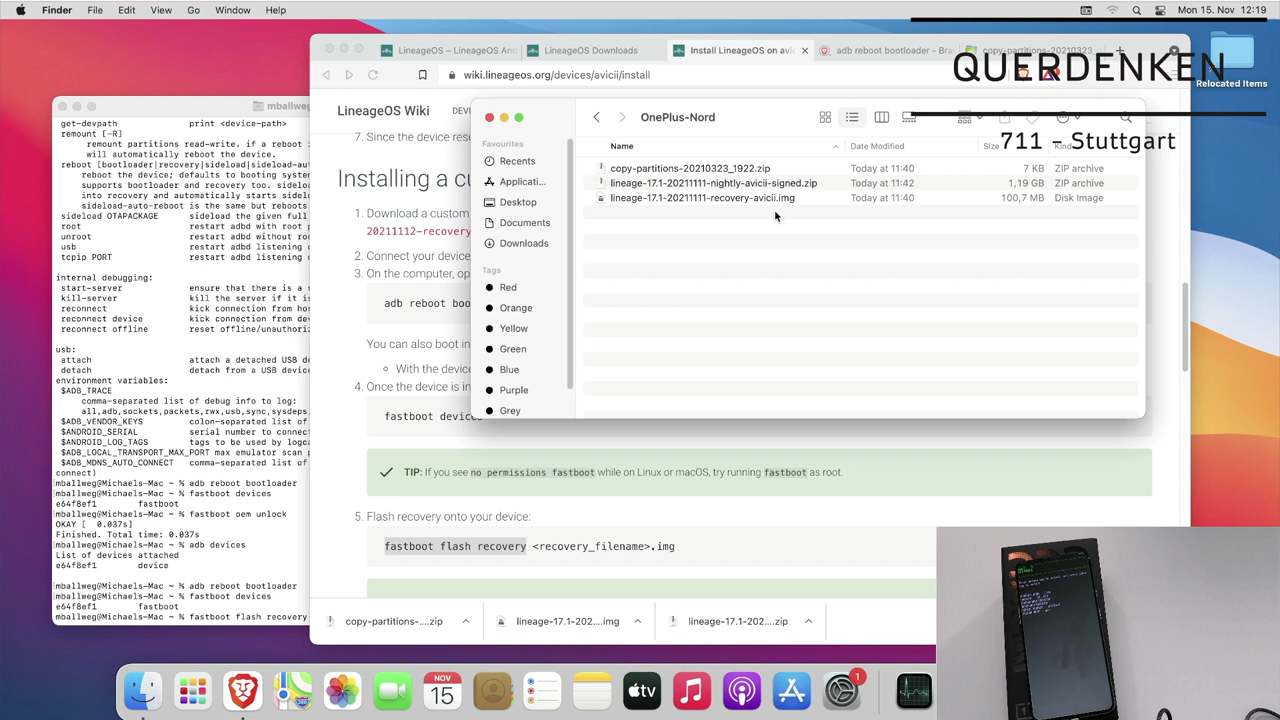 Finder File Edit View Go Window Help
Mon 15. Nov 12:19
LineageOS – LineageOS An
LineageOS Downloads
Install LineageOS on avic
adb reboot bootloader - Bra
copy-partitions-20210323
wiki.lineageos.org/devices/avicii/install
QUERDENKEN
711 - Stuttgart
Relocated Items
mballweg
get-devpath print <device-path>
remount [-R]
remount partitions read-write. if a reboot
will automatically reboot the device.
reboot [bootloader|recovery|sideload|sideload-au
reboot the device; defaults to booting system
supports bootloader and recovery too. sideload
into recovery and automatically starts sidelo
sideload-auto-reboot is the same but reboots
sideload OTAPACKAGE sideload the given full
root restart adbd with root p
unroot restart adbd without roo
usb restart adbd listening o
tcpip PORT restart adbd listening o
internal debugging:
start-server ensure that there is a s
kill-server kill the server if it is
reconnect kick connection from hos
reconnect device kick connection from
reconnect offline reset offline/unauthoriz
usb:
attach attach a detached USB d
detach detach from a USB device
environment variables:
$ADB_TRACE
comma-separated list of debug info to log:
all,adb,sockets,packets,rwx,usb,sync,sysdeps,
$ADB_VENDOR_KEYS colon-separated list of
$ANDROID_SERIAL serial number to connect
$ANDROID_LOG_TAGS tags to be used by logca
$ADB_LOCAL_TRANSPORT_MAX_PORT max emulator scan p
$ADB_MDNS_AUTO_CONNECT comma-separated list of
connect)
mballweg@Michaels-Mac ~ % adb reboot bootloader
mballweg@Michaels-Mac ~ % fastboot devices
e64f8ef1 fastboot
mballweg@Michaels-Mac ~ % fastboot oem unlock
OKAY [ 0.037s]
Finished. Total time: 0.037s
mballweg@Michaels-Mac ~ % adb devices
List of devices attached
e64f8ef1 device
mballweg@Michaels-Mac ~ % adb reboot bootloader
mballweg@Michaels-Mac ~ % fastboot devices
e64f8ef1 fastboot
mballweg@Michaels-Mac ~ % fastboot flash recovery
LineageOS Wiki DEV
7. Since the device rese
Installing a cu
1. Download a custom
20211112-recovery
2. Connect your device
3. On the computer, op
adb reboot boo
You can also boot in
With the device
4. Once the device is in
fastboot devices
TIP: If you see no permissions fastboot while on Linux or macOS, try running fastboot as root.
5. Flash recovery onto your device:
fastboot flash recovery <recovery_filename>.img
OnePlus-Nord
Favourites
Recents
Applicati...
Desktop
Documents
Downloads
Tags
Red
Orange
Yellow
Green
Blue
Purple
Grey
Name Date Modified Size Kind
copy-partitions-20210323_1922.zip Today at 11:40 7 KB ZIP archive
lineage-17.1-20211111-nightly-avicii-signed.zip Today at 11:42 1,19 GB ZIP archive
lineage-17.1-20211111-recovery-avicii.img Today at 11:40 100,7 MB Disk Image
copy-partitions-....zip
lineage-17.1-202....img
lineage-17.1-202....zip
NOV
15
tv
1